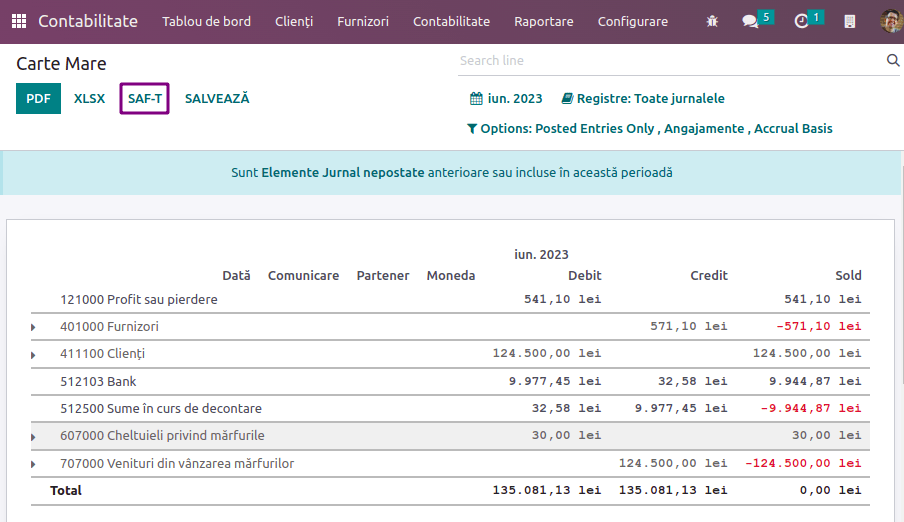 Contabilitate Tablou de bord Clienți Furnizori Contabilitate Raportare Configurare 5 1
Carte Mare
Search line
PDF XLSX SAF-T SALVEAZĂ
iun. 2023 Registre: Toate jurnalele
Options: Posted Entries Only , Angajamente , Accrual Basis
Sunt Elemente Jurnal nepostate anterioare sau incluse în această perioadă
iun. 2023
Dată Comunicare Partener Moneda Debit Credit Sold
121000 Profit sau pierdere 541,10 lei 541,10 lei
401000 Furnizori 571,10 lei -571,10 lei
411100 Clienți 124.500,00 lei 124.500,00 lei
512103 Bank 9.977,45 lei 32,58 lei 9.944,87 lei
512500 Sume în curs de decontare 32,58 lei 9.977,45 lei -9.944,87 lei
607000 Cheltuieli privind mărfurile 30,00 lei 30,00 lei
707000 Venituri din vânzarea mărfurilor 124.500,00 lei -124.500,00 lei
Total 135.081,13 lei 135.081,13 lei 0,00 lei